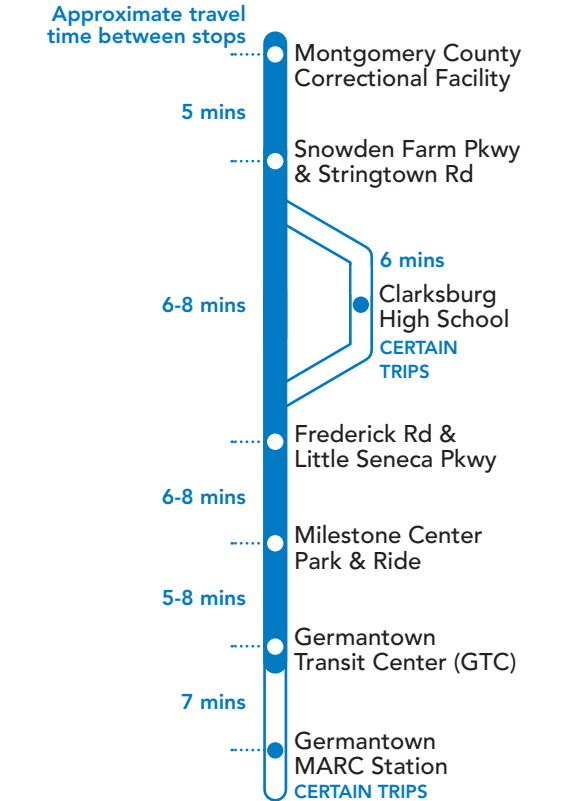 Approximate travel
time between stops
Montgomery County
Correctional Facility
5 mins
Snowden Farm Pkwy
& Stringtown Rd
6 mins
6-8 mins
Clarksburg
High School
CERTAIN
TRIPS
Frederick Rd &
Little Seneca Pkwy
6-8 mins
Milestone Center
Park & Ride
5-8 mins
Germantown
Transit Center (GTC)
7 mins
Germantown
MARC Station
CERTAIN TRIPS